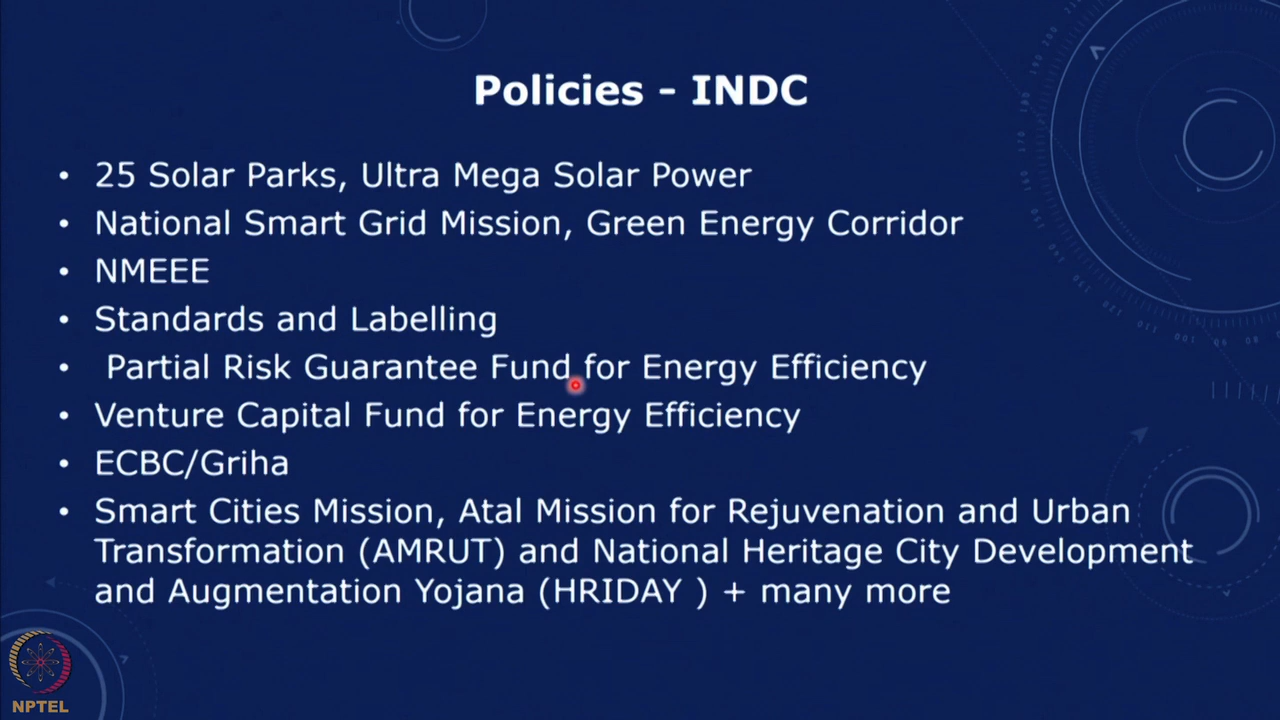 Policies - INDC
• 25 Solar Parks, Ultra Mega Solar Power
• National Smart Grid Mission, Green Energy Corridor
• NMEEE
• Standards and Labelling
• Partial Risk Guarantee Fund for Energy Efficiency
• Venture Capital Fund for Energy Efficiency
• ECBC/Griha
• Smart Cities Mission, Atal Mission for Rejuvenation and Urban
Transformation (AMRUT) and National Heritage City Development
and Augmentation Yojana (HRIDAY ) + many more
NPTEL